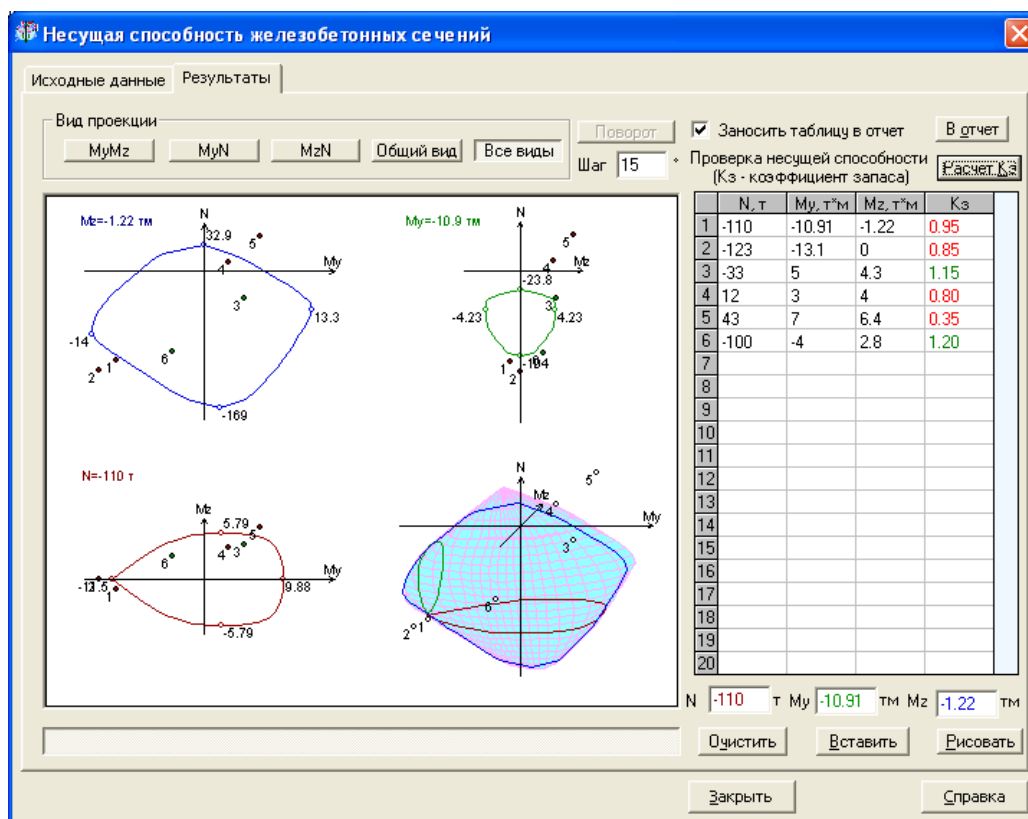 Несущая способность железобетонных сечений
Исходные данные Результаты
Вид проекции
MyMz MyN MzN Общий вид Все виды
Поворот
Шаг 15 °
Заносить таблицу в отчет В отчет
Проверка несущей способности
(Кз - коэффициент запаса)
Расчет Кз
N, т My, т*м Mz, т*м Кз
1 -110 -10.91 -1.22 0.95
2 -123 -13.1 0 0.85
3 -33 5 4.3 1.15
4 12 3 4 0.80
5 43 7 6.4 0.35
6 -100 -4 2.8 1.20
7
8
9
10
11
12
13
14
15
16
17
18
19
20
Mz=-1.22 тм
N
32.9
5
My
4
3
13.3
-14
6
1
2
-169
My=-10.9 тм
N
5
4
Mz
-23.8
3
-4.23
4.23
1
2
N=-110 т
Mz
5.79
5
4
3
6
My
9.88
1
-5.79
N
5
Mz
4
My
3
6
2
1
N -110 т My -10.91 тм Mz -1.22 тм
Очистить Вставить Рисовать
Закрыть Справка